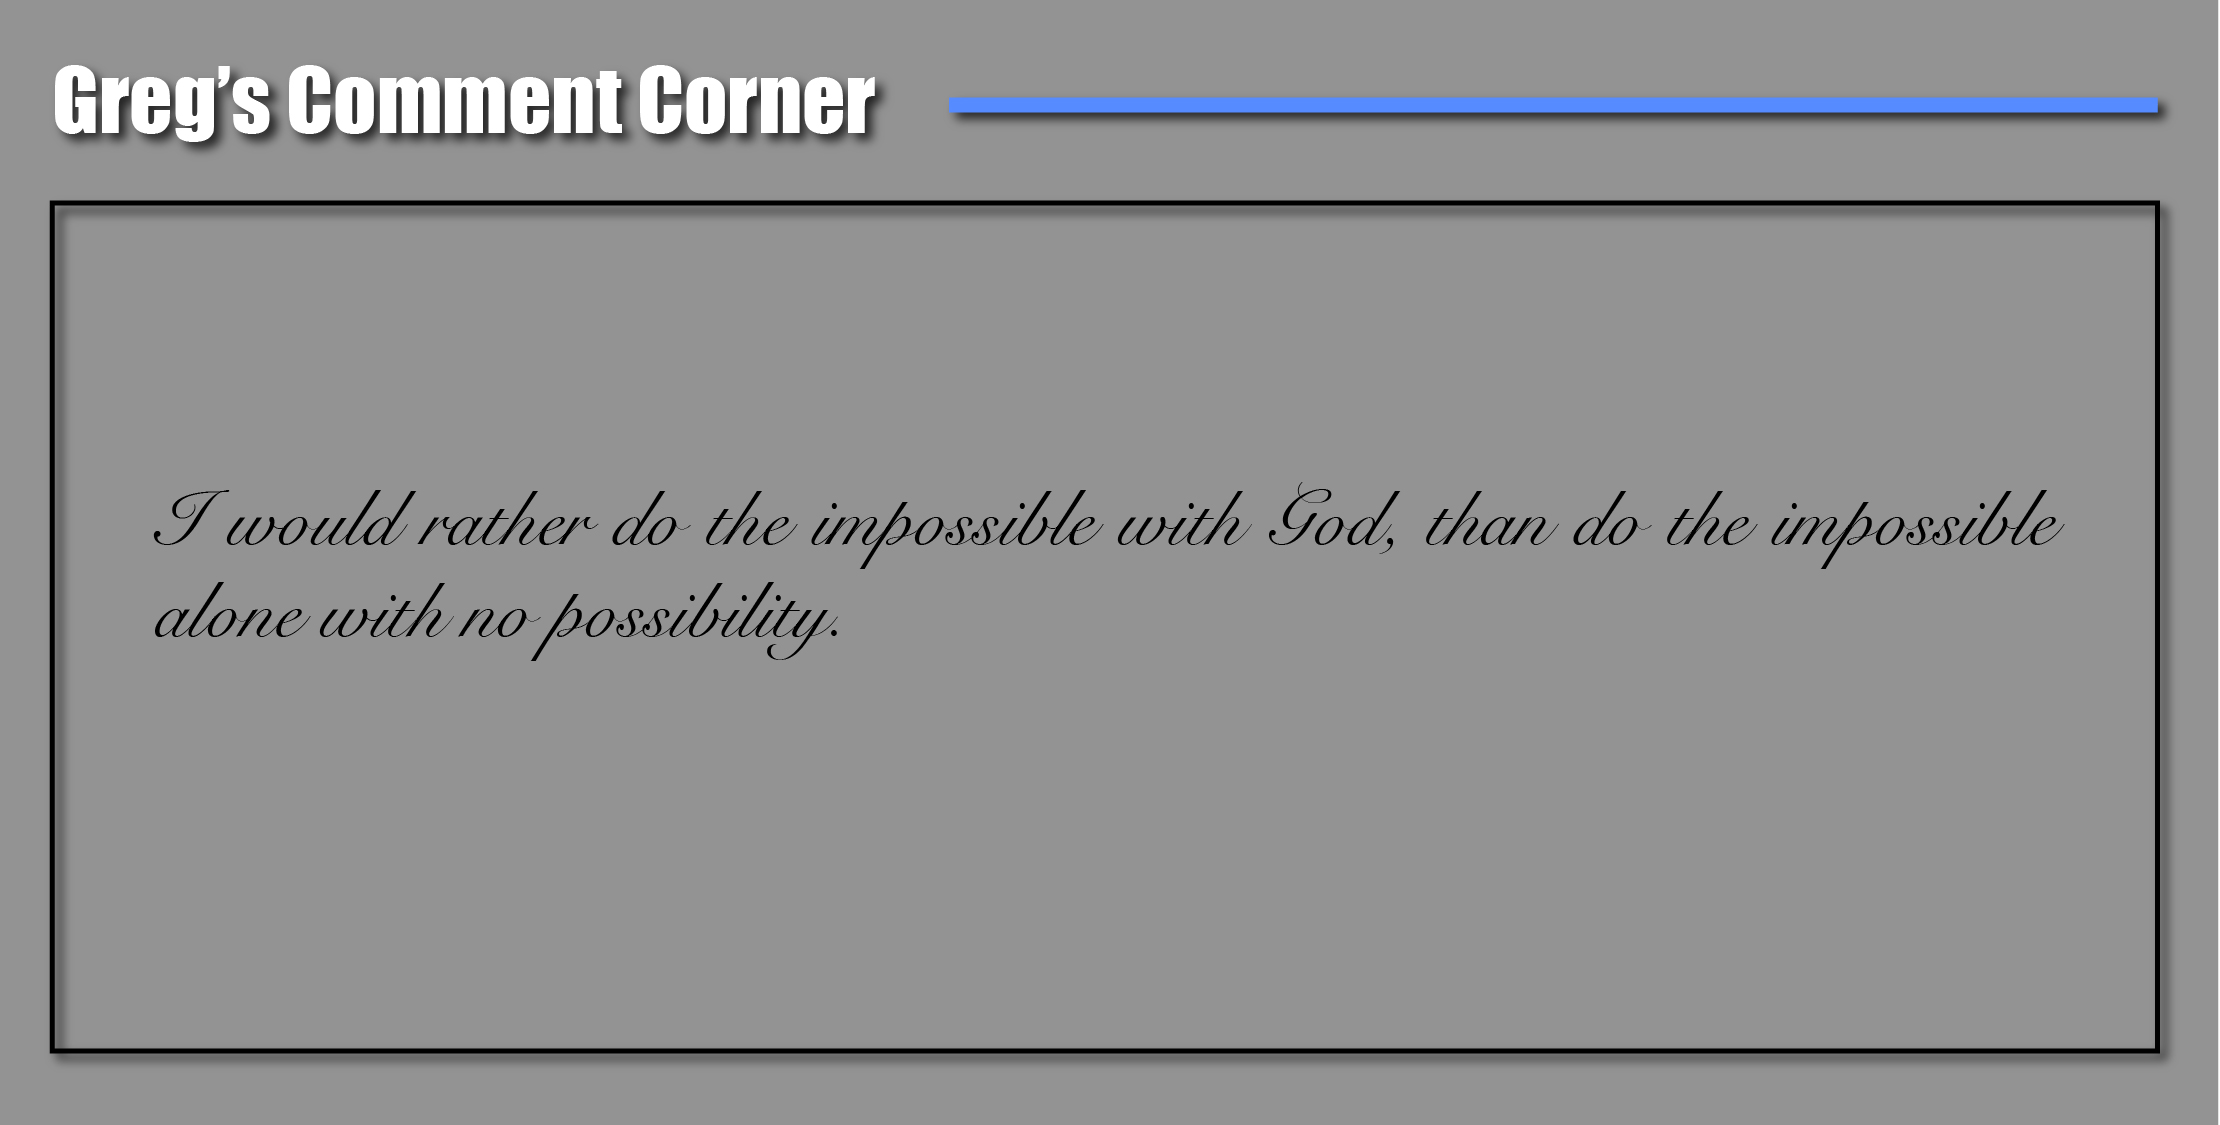 Greg’s Comment Corner
I would rather do the impossible with God, than do the impossible
alone with no possibility.